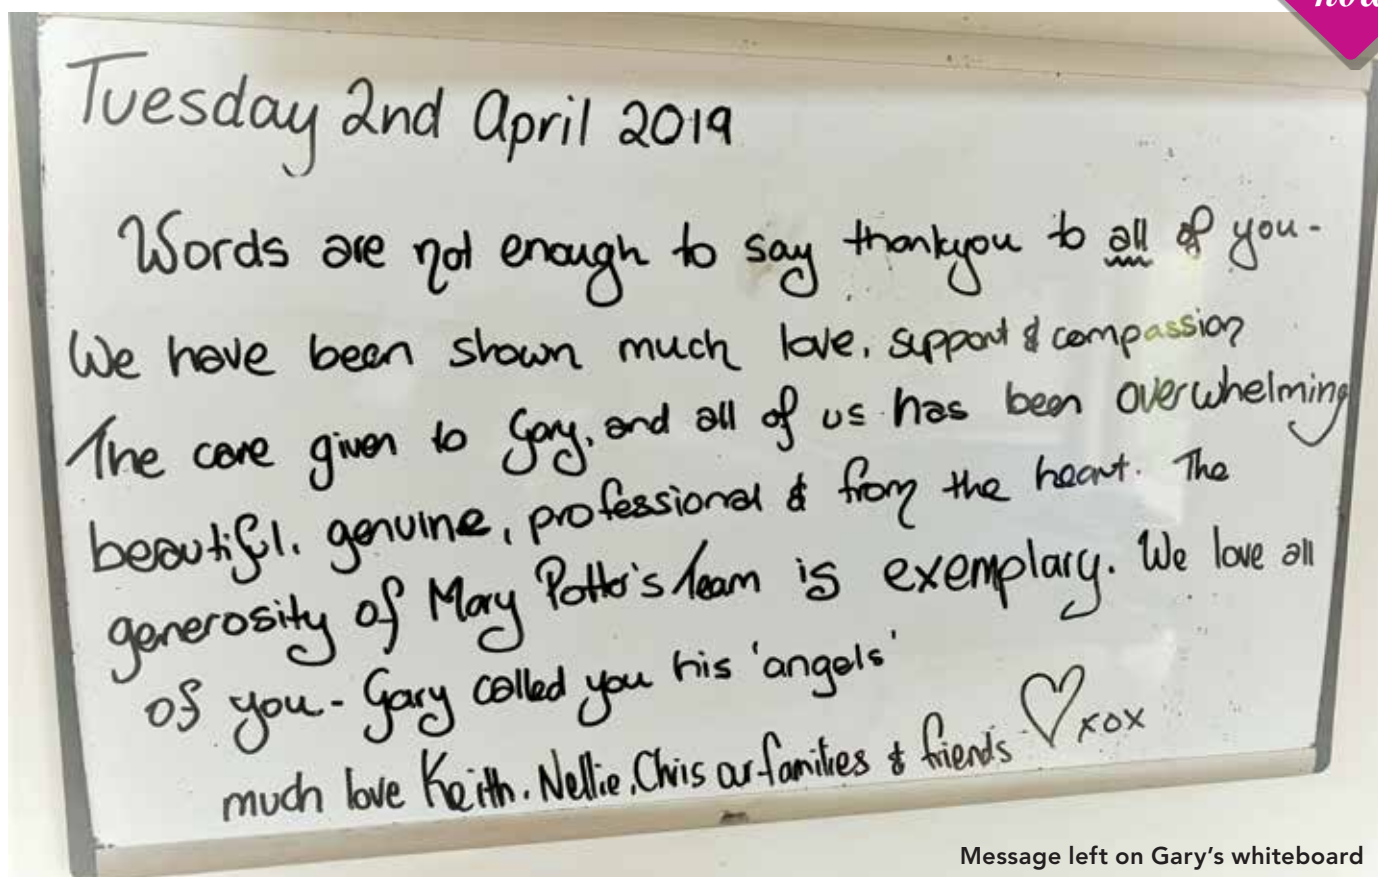 Tuesday 2nd April 2019
Words are not enough to say thankyou to all of you-
We have been shown much love, support & compassion
The care given to Gary, and all of us has been overwhelming
beautiful, genuine, professional & from the heart. The
generosity of Mary Potter's team is exemplary. We love all
of you - Gary called you his 'angels'
much love Keith, Nellie, Chris our families & friends ♡ xox
Message left on Gary's whiteboard